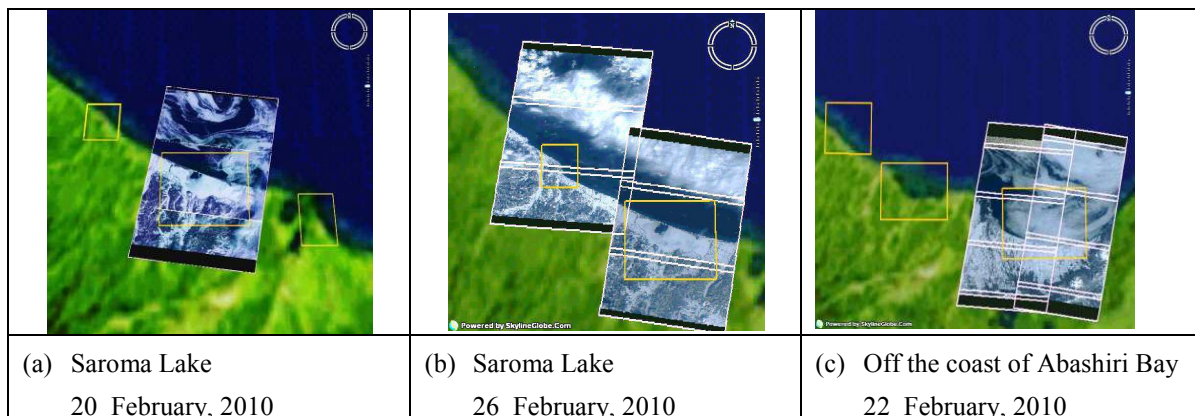 Powered by SkylineGlobe.Com
Powered by SkylineGlobe.Com
(a) Saroma Lake
20 February, 2010
(b) Saroma Lake
26 February, 2010
(c) Off the coast of Abashiri Bay
22 February, 2010